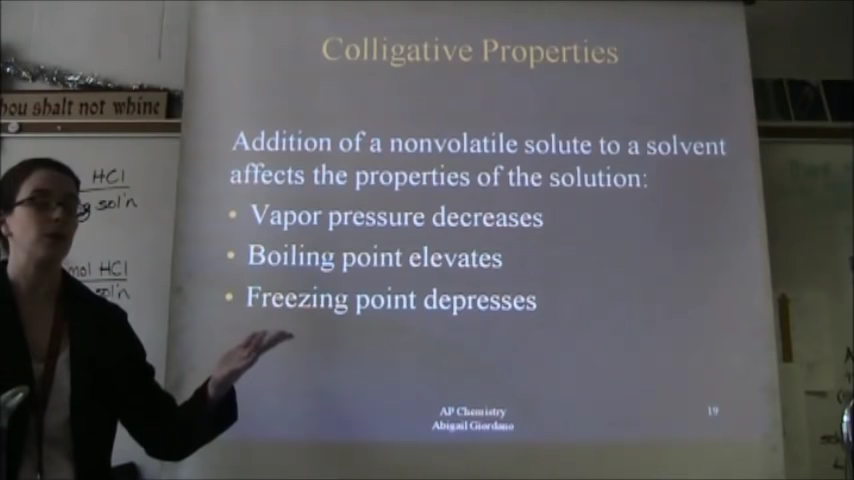 Colligative Properties
hou shalt not whine
Addition of a nonvolatile solute to a solvent
affects the properties of the solution:
• Vapor pressure decreases
• Boiling point elevates
• Freezing point depresses
HCl
g sol'n
mol HCl
sol'n
AP Chemistry
Abigail Giordano
19